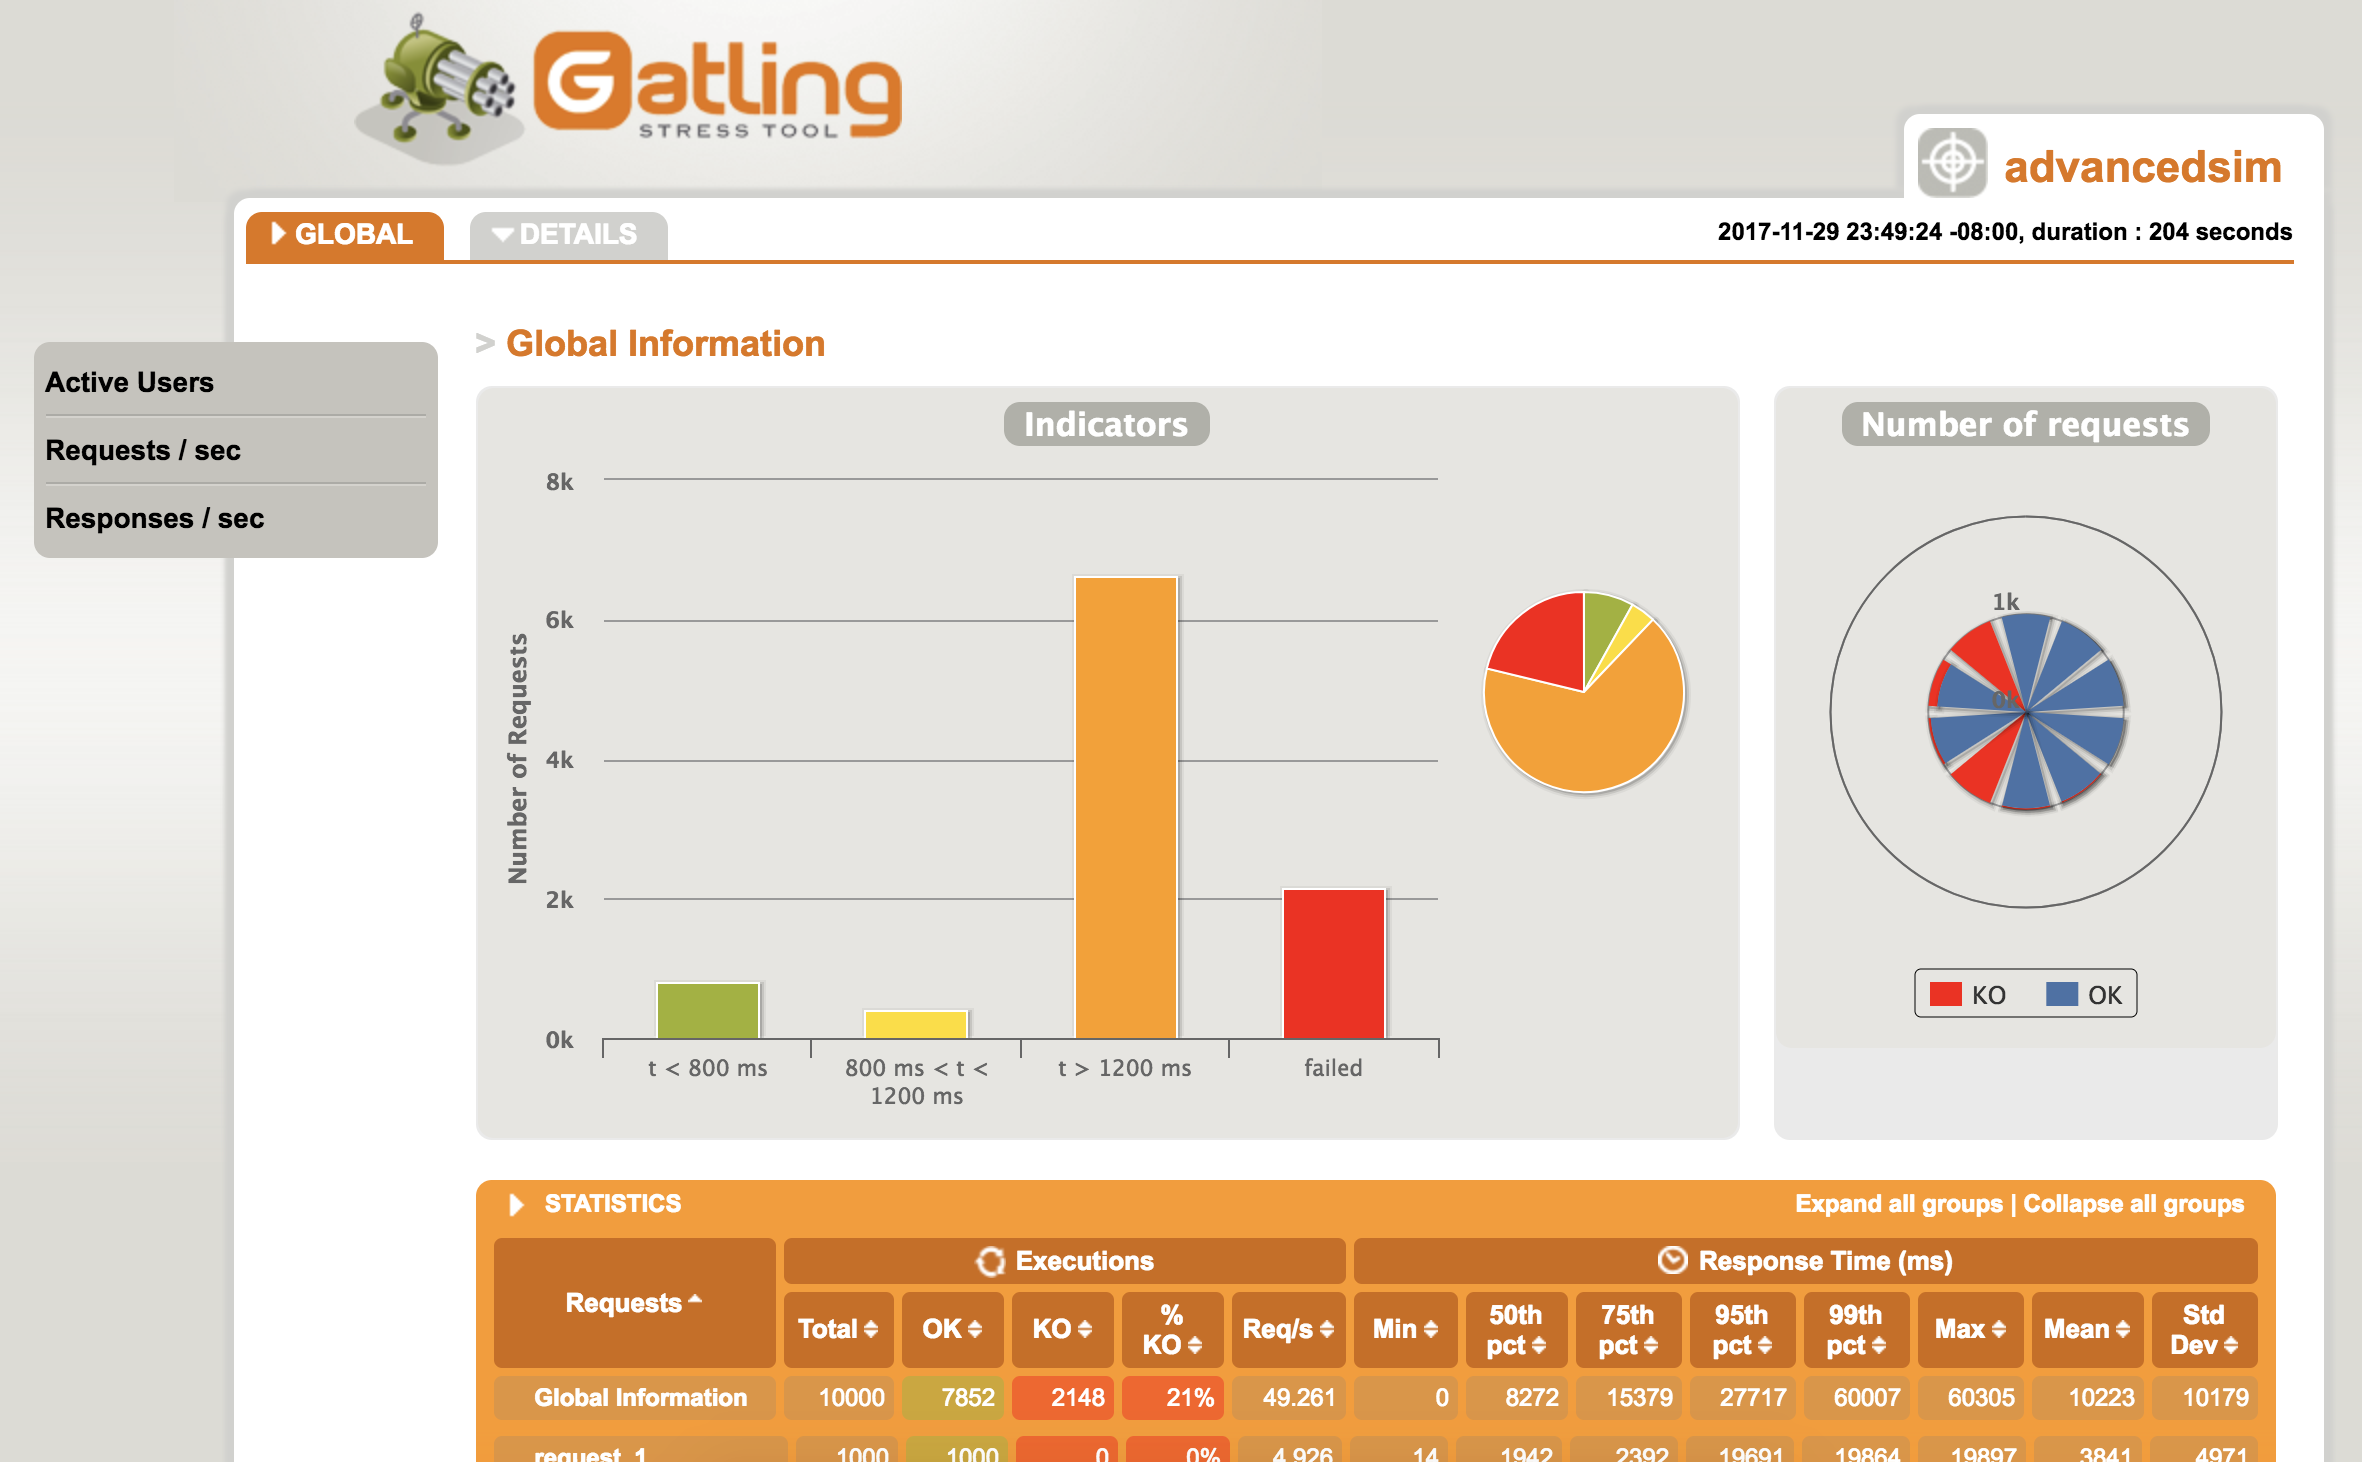 Gatling
STRESS TOOL
advancedsim
GLOBAL
DETAILS
2017-11-29 23:49:24 -08:00, duration : 204 seconds
Active Users
Requests / sec
Responses / sec
> Global Information
Indicators
8k
6k
4k
2k
0k
Number of Requests
t < 800 ms
800 ms < t <
1200 ms
t > 1200 ms
failed
Number of requests
1k
0k
KO
OK
STATISTICS
Expand all groups | Collapse all groups
Requests
Executions
Response Time (ms)
Total
OK
KO
%
KO
Req/s
Min
50th
pct
75th
pct
95th
pct
99th
pct
Max
Mean
Std
Dev
Global Information 10000 7852 2148 21% 49.261 0 8272 15379 27717 60007 60305 10223 10179
request_1 1000 1000 0 0% 4.926 14 1942 2392 19691 19864 19897 3841 4971